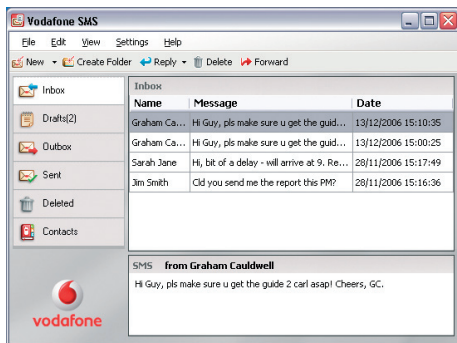 Vodafone SMS
File Edit View Settings Help
New Create Folder Reply Delete Forward
Inbox
Drafts(2)
Outbox
Sent
Deleted
Contacts
vodafone
Inbox
Name Message Date
Graham Ca... Hi Guy, pls make sure u get the guid... 13/12/2006 15:10:35
Graham Ca... Hi Guy, pls make sure u get the guid... 13/12/2006 15:00:25
Sarah Jane Hi, bit of a delay - will arrive at 9. Re... 28/11/2006 15:17:49
Jim Smith Cld you send me the report this PM? 28/11/2006 15:16:36
SMS from Graham Cauldwell
Hi Guy, pls make sure u get the guide 2 carl asap! Cheers, GC.